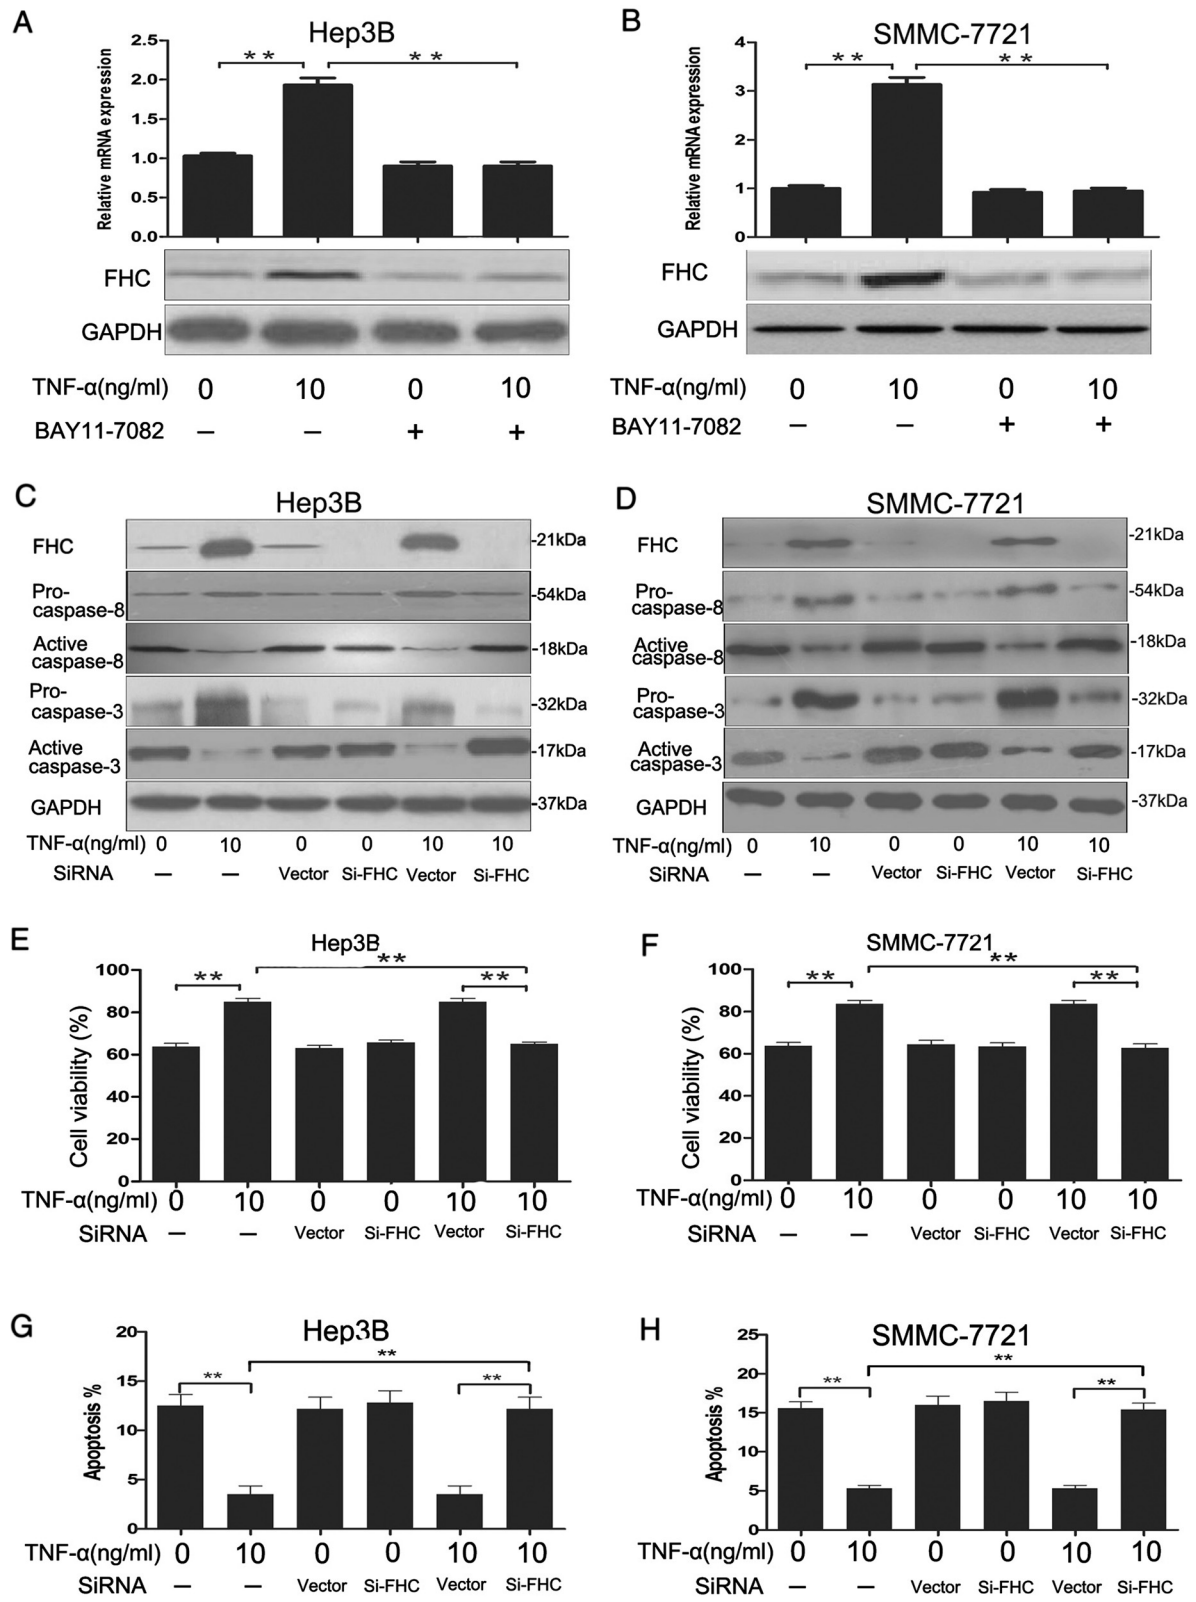 A
Hep3B
Relative mRNA expression
2.5
2.0
1.5
1.0
0.5
0.0
* *
* *
FHC
GAPDH
TNF-α(ng/ml) 0 10 0 10
BAY11-7082 – – + +
B
SMMC-7721
Relative mRNA expression
4
3
2
1
0
* *
* *
FHC
GAPDH
TNF-α(ng/ml) 0 10 0 10
BAY11-7082 – – + +
C
Hep3B
FHC -21kDa
Pro-
caspase-8 -54kDa
Active
caspase-8 -18kDa
Pro-
caspase-3 -32kDa
Active
caspase-3 -17kDa
GAPDH -37kDa
TNF-α(ng/ml) 0 10 0 0 10 10
SiRNA – – Vector Si-FHC Vector Si-FHC
D
SMMC-7721
FHC -21kDa
Pro-
caspase-8 -54kDa
Active
caspase-8 -18kDa
Pro-
caspase-3 -32kDa
Active
caspase-3 -17kDa
GAPDH -37kDa
TNF-α(ng/ml) 0 10 0 0 10 10
SiRNA – – Vector Si-FHC Vector Si-FHC
E
Hep3B
Cell viability (%)
100
80
60
40
20
0
**
**
**
TNF-α(ng/ml) 0 10 0 0 10 10
SiRNA – – Vector Si-FHC Vector Si-FHC
F
SMMC-7721
Cell viability (%)
100
80
60
40
20
0
**
**
**
TNF-α(ng/ml) 0 10 0 0 10 10
SiRNA – – Vector Si-FHC Vector Si-FHC
G
Hep3B
Apoptosis %
20
15
10
5
0
**
**
**
TNF-α(ng/ml) 0 10 0 0 10 10
SiRNA – – Vector Si-FHC Vector Si-FHC
H
SMMC-7721
Apoptosis %
25
20
15
10
5
0
**
**
**
TNF-α(ng/ml) 0 10 0 0 10 10
SiRNA – – Vector Si-FHC Vector Si-FHC